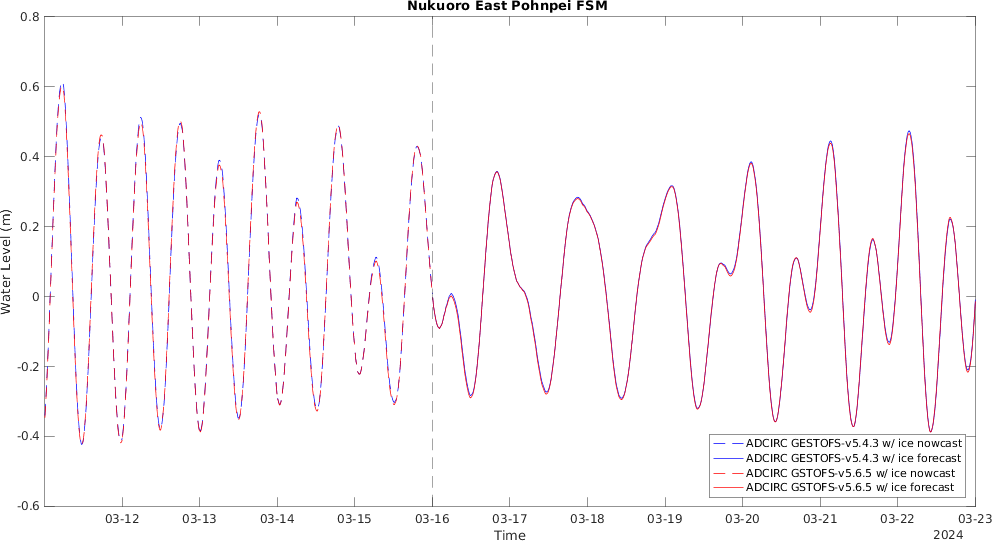 Nukuoro East Pohnpei FSM
0.8
0.6
0.4
0.2
0
-0.2
-0.4
-0.6
Water Level (m)
ADCIRC GESTOFS-v5.4.3 w/ ice nowcast
ADCIRC GESTOFS-v5.4.3 w/ ice forecast
ADCIRC GSTOFS-v5.6.5 w/ ice nowcast
ADCIRC GSTOFS-v5.6.5 w/ ice forecast
03-12 03-13 03-14 03-15 03-16 03-17 03-18 03-19 03-20 03-21 03-22 03-23
Time
2024